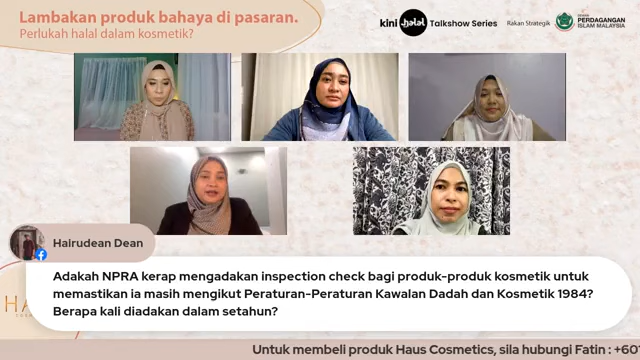 Lambakan produk bahaya di pasaran.
Perlukah halal dalam kosmetik?
kini halal Talkshow Series
Rakan Strategik
DEWAN
PERDAGANGAN
ISLAM MALAYSIA
Hairudean Dean
Adakah NPRA kerap mengadakan inspection check bagi produk-produk kosmetik untuk
memastikan ia masih mengikut Peraturan-Peraturan Kawalan Dadah dan Kosmetik 1984?
Berapa kali diadakan dalam setahun?
Untuk membeli produk Haus Cosmetics, sila hubungi Fatin : +60